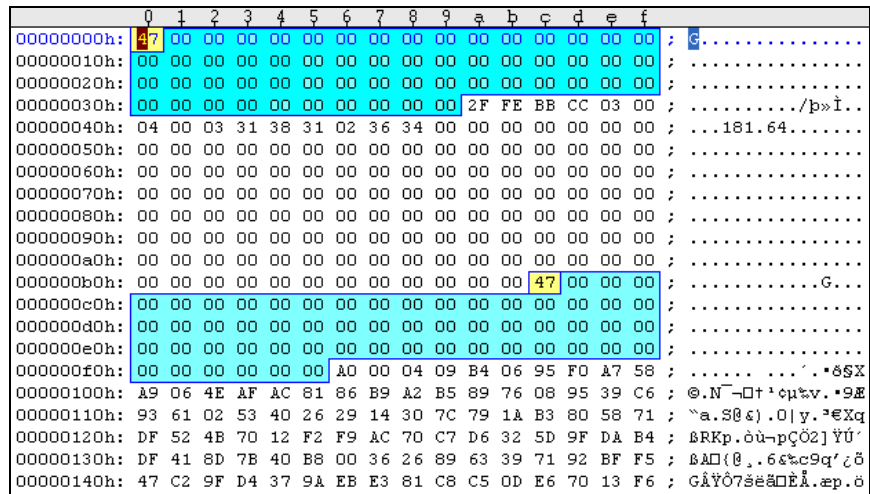 0 1 2 3 4 5 6 7 8 9 a b c d e f
00000000h: 47 00 00 00 00 00 00 00 00 00 00 00 00 00 00 00 ; G...............
00000010h: 00 00 00 00 00 00 00 00 00 00 00 00 00 00 00 00 ; ................
00000020h: 00 00 00 00 00 00 00 00 00 00 00 00 00 00 00 00 ; ................
00000030h: 00 00 00 00 00 00 00 00 00 00 2F FE BB CC 03 00 ; ........../þ»Ì..
00000040h: 04 00 03 31 38 31 02 36 34 00 00 00 00 00 00 00 ; ...181.64.......
00000050h: 00 00 00 00 00 00 00 00 00 00 00 00 00 00 00 00 ; ................
00000060h: 00 00 00 00 00 00 00 00 00 00 00 00 00 00 00 00 ; ................
00000070h: 00 00 00 00 00 00 00 00 00 00 00 00 00 00 00 00 ; ................
00000080h: 00 00 00 00 00 00 00 00 00 00 00 00 00 00 00 00 ; ................
00000090h: 00 00 00 00 00 00 00 00 00 00 00 00 00 00 00 00 ; ................
000000a0h: 00 00 00 00 00 00 00 00 00 00 00 00 00 00 00 00 ; ................
000000b0h: 00 00 00 00 00 00 00 00 00 00 00 00 47 00 00 00 ; ............G...
000000c0h: 00 00 00 00 00 00 00 00 00 00 00 00 00 00 00 00 ; ................
000000d0h: 00 00 00 00 00 00 00 00 00 00 00 00 00 00 00 00 ; ................
000000e0h: 00 00 00 00 00 00 00 00 00 00 00 00 00 00 00 00 ; ................
000000f0h: 00 00 00 00 00 00 A0 00 04 09 B4 06 95 F0 A7 58 ; ...... ...´.•ð§X
00000100h: A9 06 4E AF AC 81 86 B9 A2 B5 89 76 08 95 39 C6 ; ©.N¯¬□†¹¢µ‰v.•9Æ
00000110h: 93 61 02 53 40 26 29 14 30 7C 79 1A B3 80 58 71 ; “a.S@&).0|y.³€Xq
00000120h: DF 52 4B 70 12 F2 F9 AC 70 C7 D6 32 5D 9F DA B4 ; ßRKp.òù¬pÇÖ2]ŸÚ´
00000130h: DF 41 8D 7B 40 B8 00 36 26 89 63 39 71 92 BF F5 ; ßA□{@¸.6&‰c9q’¿õ
00000140h: 47 C2 9F D4 37 9A EB E3 81 C8 C5 0D E6 70 13 F6 ; GÂŸÔ7šëã□ÈÅ.æp.ö